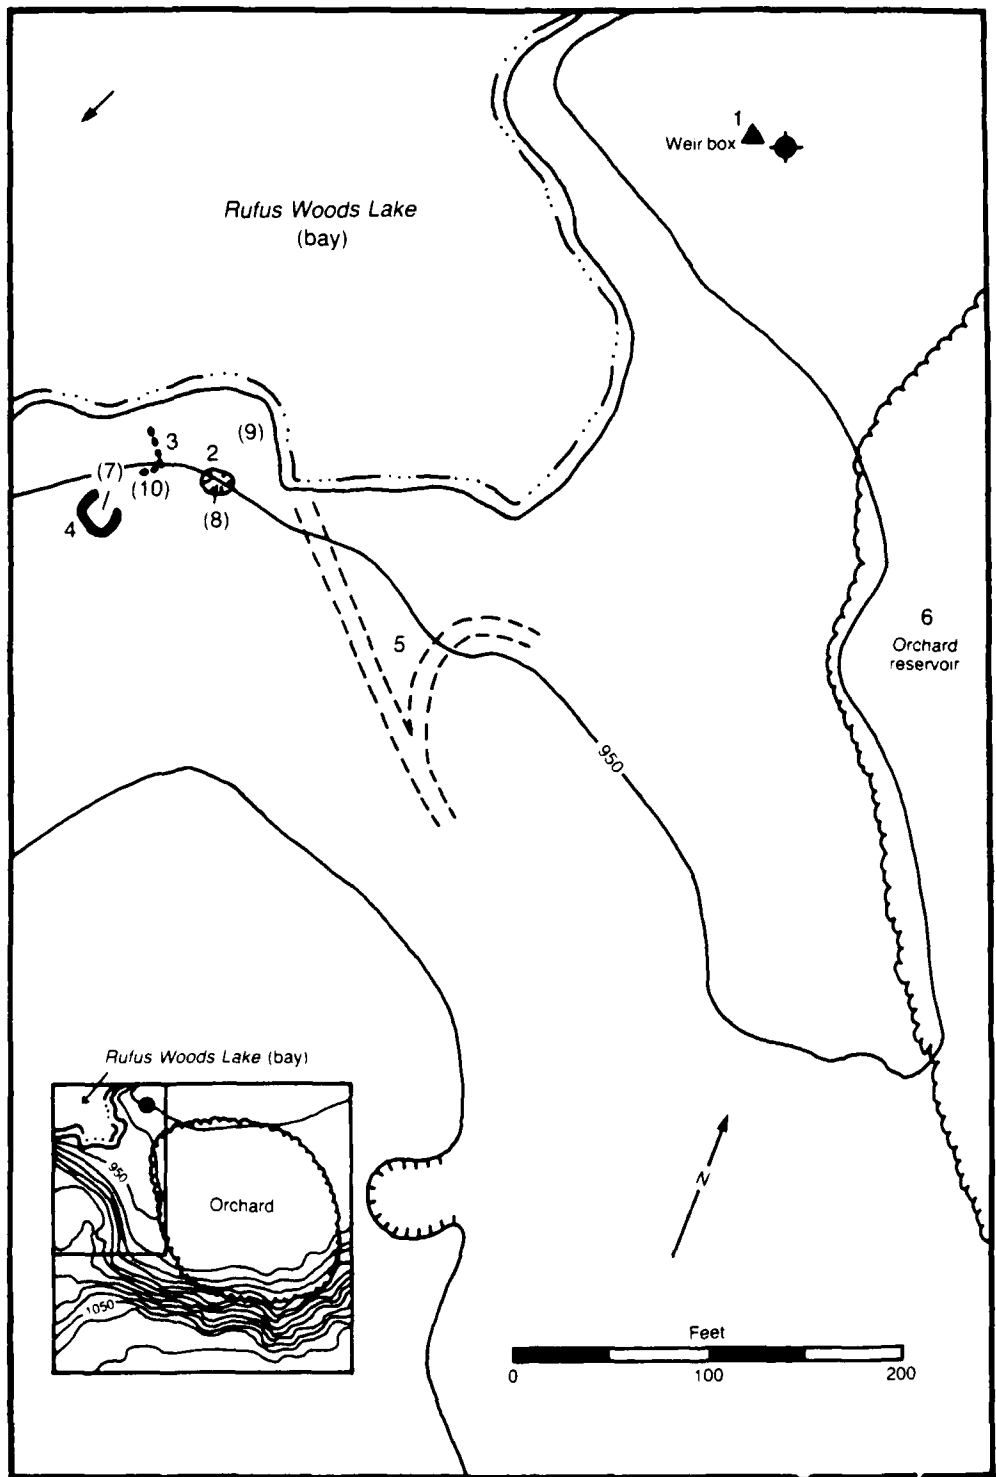 1
Weir box
Rufus Woods Lake
(bay)
(9)
3
2
(7)
(10)
4
(8)
6
Orchard
reservoir
5
950
Rufus Woods Lake (bay)
950
Orchard
1050
N
Feet
0
100
200